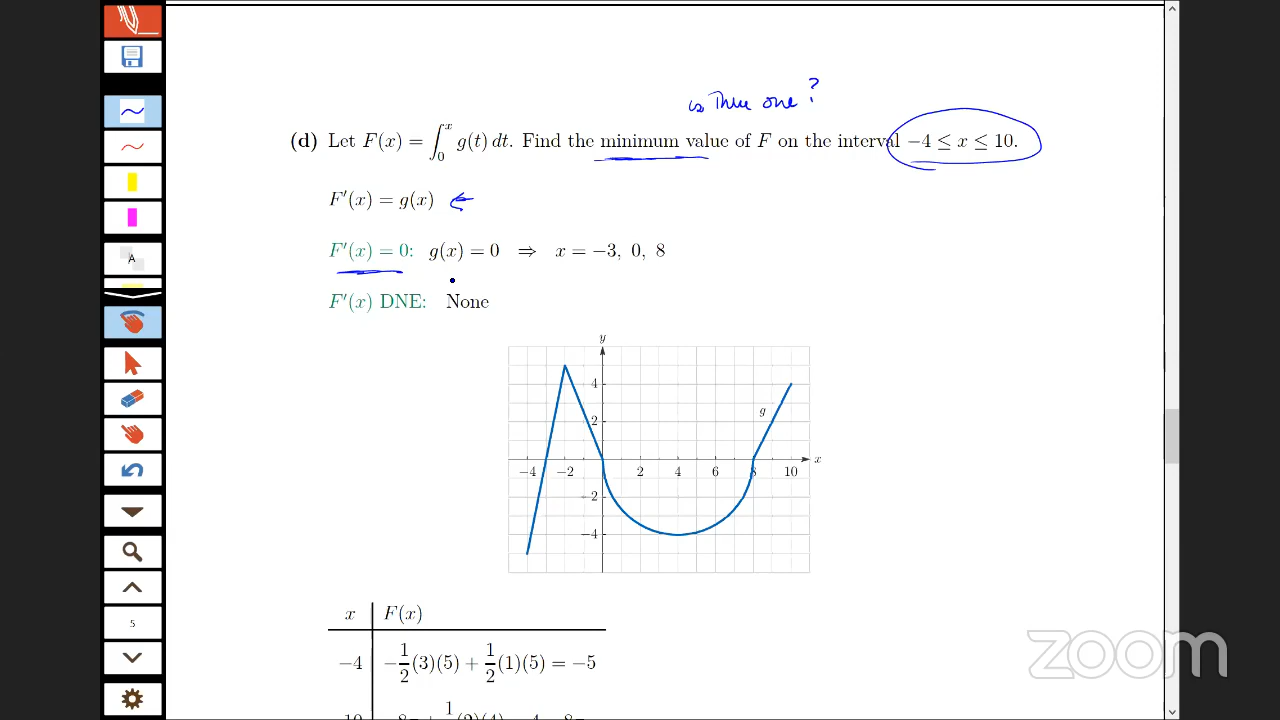 is there one?
(d) Let F(x) = ∫₀ˣ g(t) dt. Find the minimum value of F on the interval −4 ≤ x ≤ 10.
F′(x) = g(x) ←
F′(x) = 0: g(x) = 0 ⇒ x = −3, 0, 8
F′(x) DNE: None
y
4
g
2
−4 −2 2 4 6 8 10 x
−2
−4
x F(x)
−4 −1/2(3)(5) + 1/2(1)(5) = −5
A
5
zoom